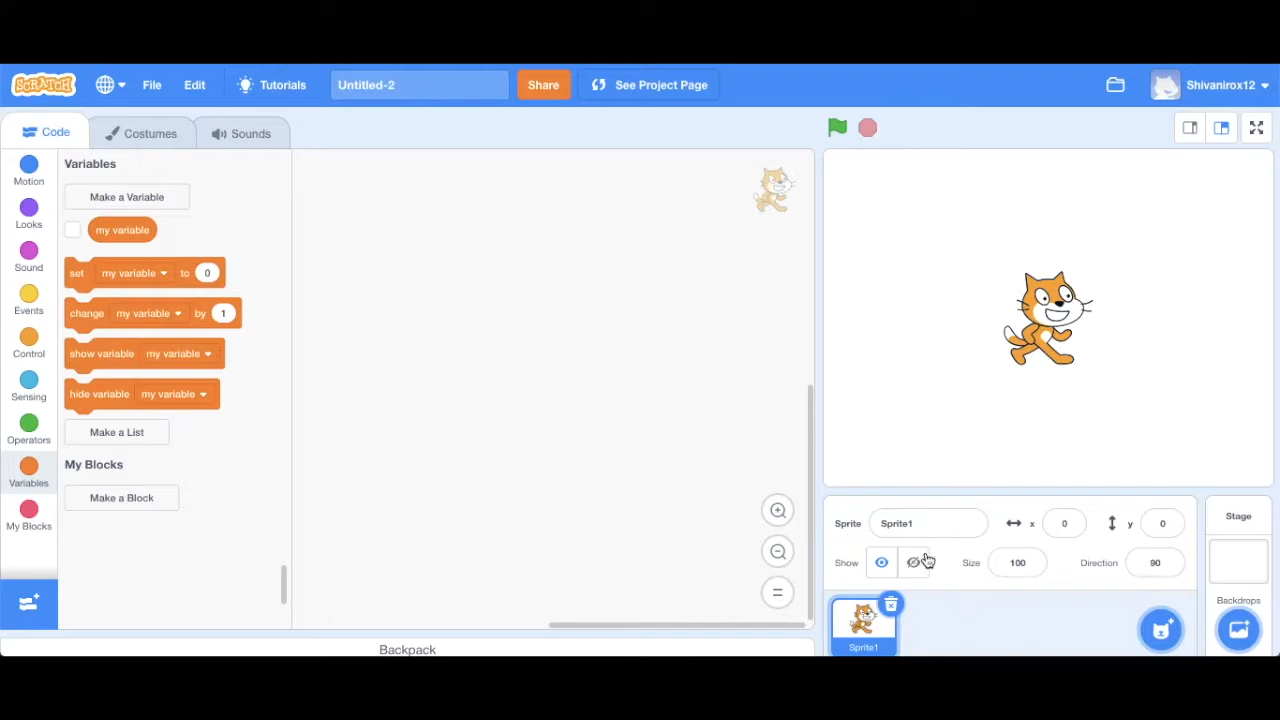 SCRATCH File Edit Tutorials Untitled-2 Share See Project Page Shivanirox12
Code Costumes Sounds
Motion
Looks
Sound
Events
Control
Sensing
Operators
Variables
My Blocks
Variables
Make a Variable
my variable
set my variable to 0
change my variable by 1
show variable my variable
hide variable my variable
Make a List
My Blocks
Make a Block
Backpack
Sprite Sprite1 x 0 y 0
Show Size 100 Direction 90
Sprite1
Stage
Backdrops